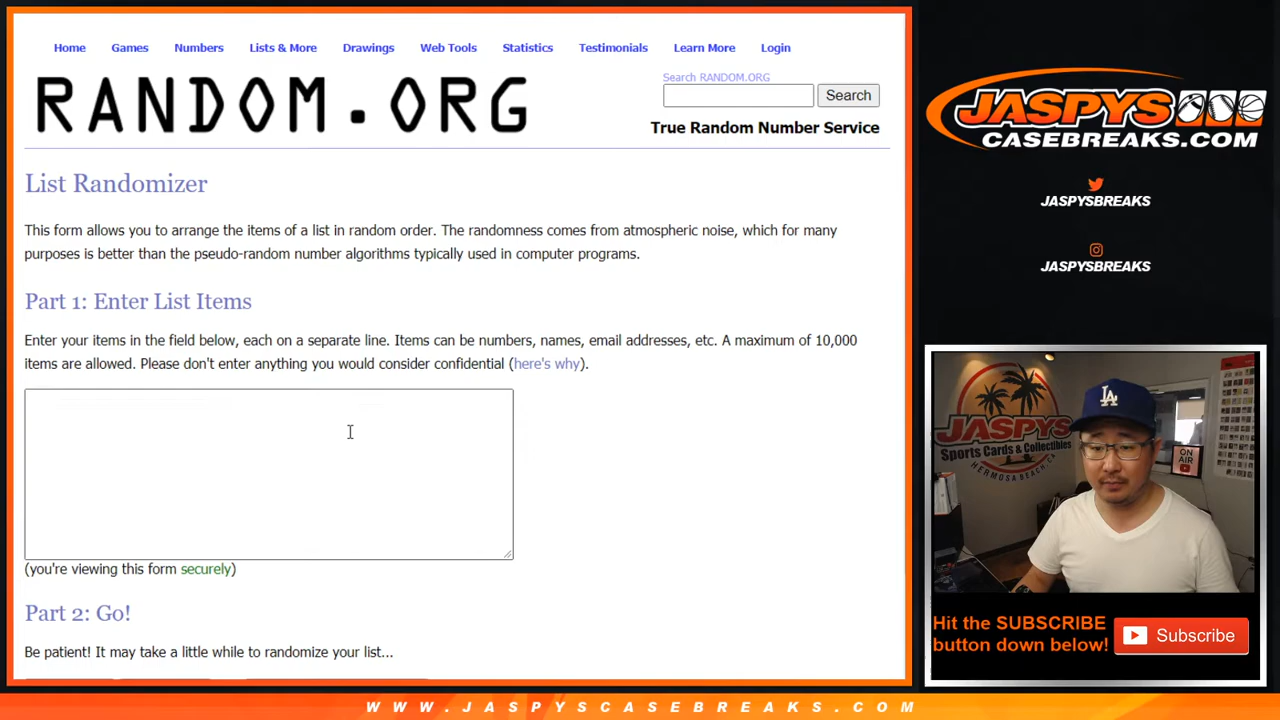 Home Games Numbers Lists & More Drawings Web Tools Statistics Testimonials Learn More Login
RANDOM.ORG
Search RANDOM.ORG
Search
True Random Number Service
List Randomizer
This form allows you to arrange the items of a list in random order. The randomness comes from atmospheric noise, which for many
purposes is better than the pseudo-random number algorithms typically used in computer programs.
Part 1: Enter List Items
Enter your items in the field below, each on a separate line. Items can be numbers, names, email addresses, etc. A maximum of 10,000
items are allowed. Please don't enter anything you would consider confidential (here's why).
(you're viewing this form securely)
Part 2: Go!
Be patient! It may take a little while to randomize your list...
JASPYS
CASEBREAKS.COM
JASPYSBREAKS
JASPYSBREAKS
JASPYS
Sports Cards & Collectibles
HERMOSA BEACH, CA
LA
ON
AIR
Hit the SUBSCRIBE
button down below!
Subscribe
WWW.JASPYSCASEBREAKS.COM